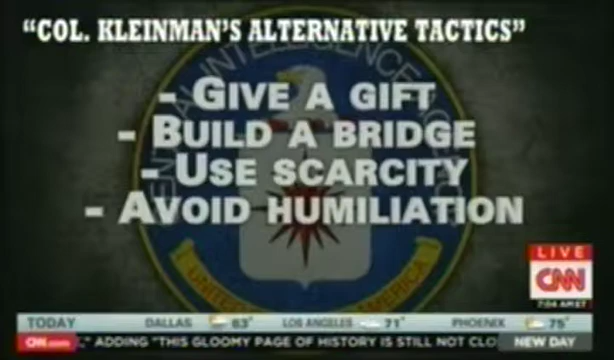 “COL. KLEINMAN’S ALTERNATIVE TACTICS”
- GIVE A GIFT
- BUILD A BRIDGE
- USE SCARCITY
- AVOID HUMILIATION
LIVE
CNN
7:04 AM ET
TODAY DALLAS 83° LOS ANGELES 71° PHOENIX 75°
CNN.com " ADDING "THIS GLOOMY PAGE OF HISTORY IS STILL NOT CLO NEW DAY